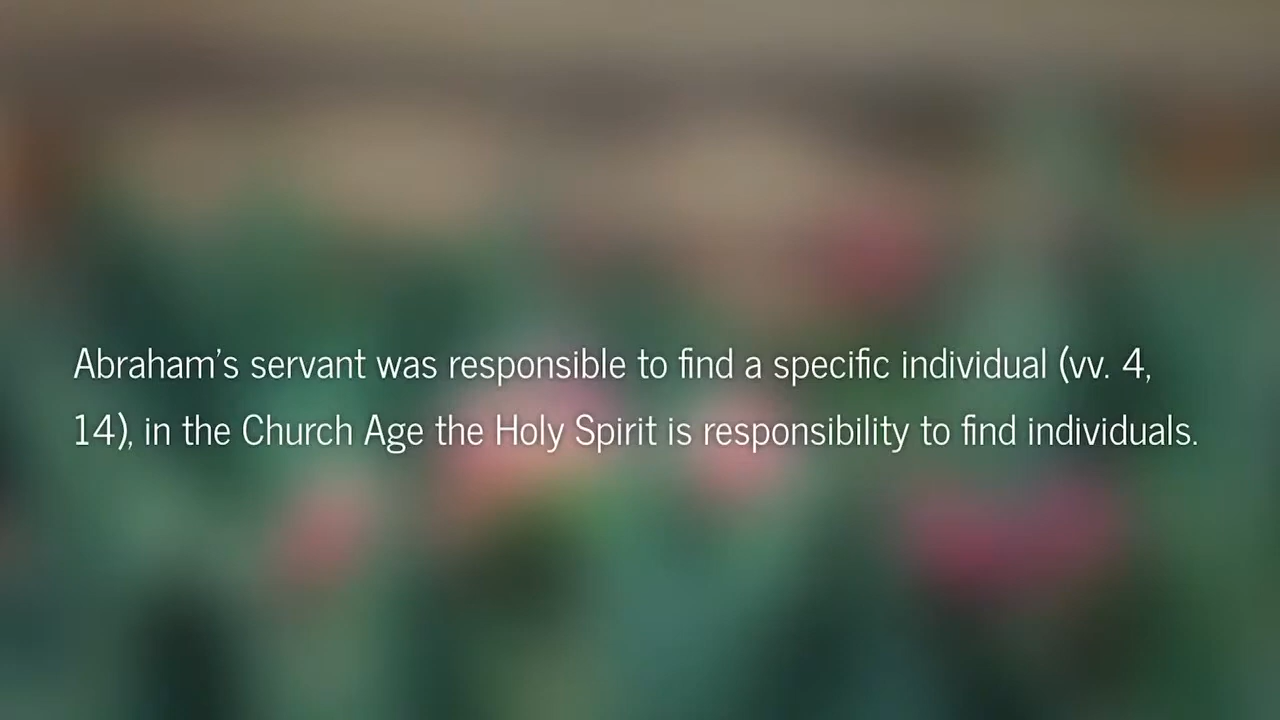 Abraham’s servant was responsible to find a specific individual (vv. 4,
14), in the Church Age the Holy Spirit is responsibility to find individuals.